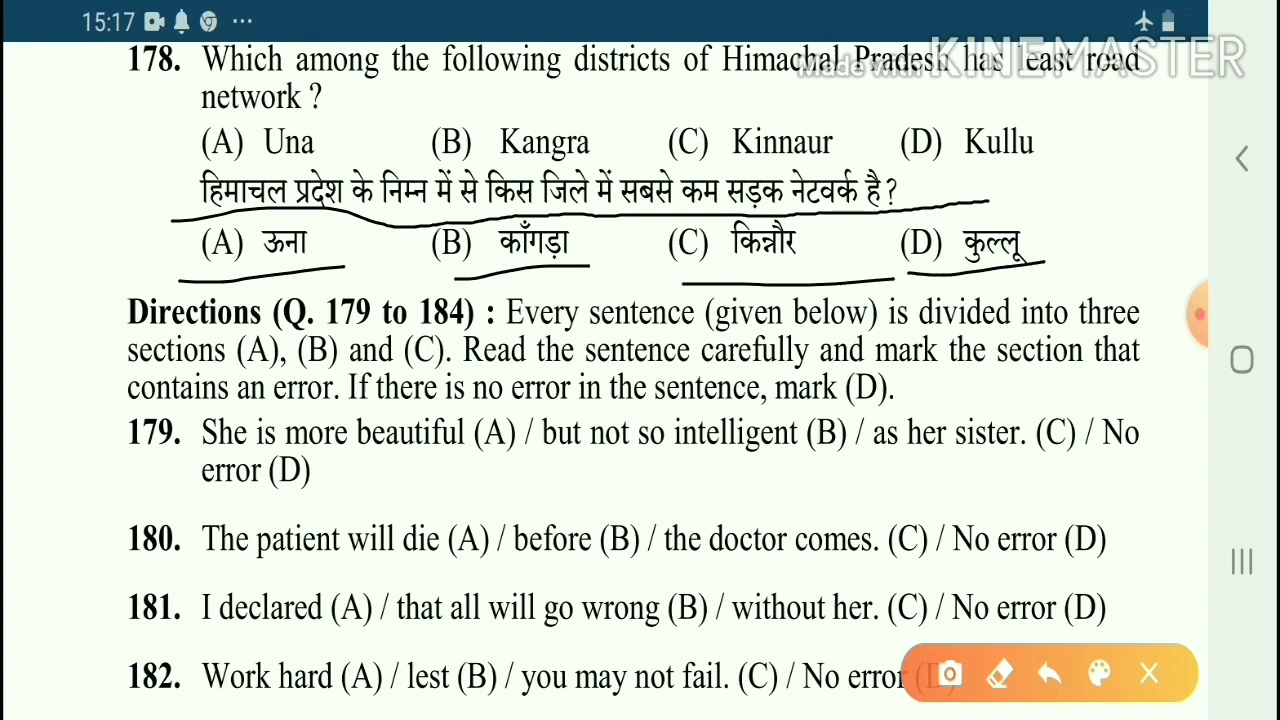 15:17
178. Which among the following districts of Himachal Pradesh has least road
Made with KINEMASTER
network ?
(A) Una (B) Kangra (C) Kinnaur (D) Kullu
हिमाचल प्रदेश के निम्न में से किस जिले में सबसे कम सड़क नेटवर्क है?
(A) ऊना (B) काँगड़ा (C) किन्नौर (D) कुल्लू
Directions (Q. 179 to 184) : Every sentence (given below) is divided into three
sections (A), (B) and (C). Read the sentence carefully and mark the section that
contains an error. If there is no error in the sentence, mark (D).
179. She is more beautiful (A) / but not so intelligent (B) / as her sister. (C) / No
error (D)
180. The patient will die (A) / before (B) / the doctor comes. (C) / No error (D)
181. I declared (A) / that all will go wrong (B) / without her. (C) / No error (D)
182. Work hard (A) / lest (B) / you may not fail. (C) / No error (D)